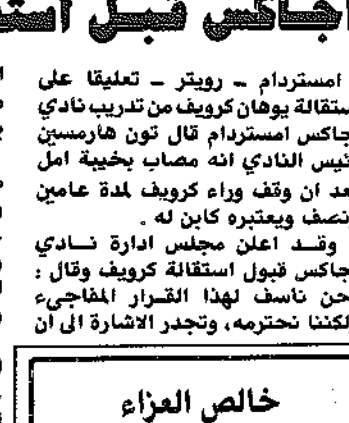 اجاكس قبل
امستردام - رويتر - تعليقا على
ستقالة يوهان كرويف من تدريب نادي
جاكس امستردام قال تون هارمسين
ئيس النادي انه مصاب بخيبة امل
عد ان وقف وراء كرويف لمدة عامين
نصف ويعتبره كابن له .
وقد اعلن مجلس ادارة نادي
جاكس قبول استقالة كرويف وقال :
حن نأسف لهذا القرار المفاجيء
لكننا نحترمه، وتجدر الاشارة الى ان
خالص العزاء